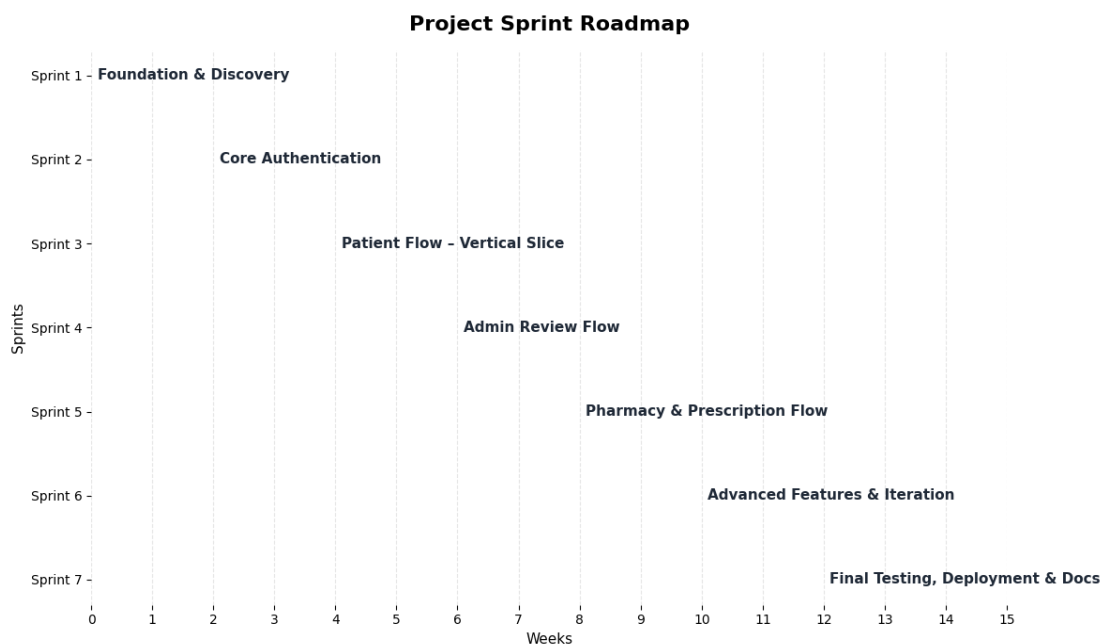 Project Sprint Roadmap
Sprint 1 Foundation & Discovery
Sprint 2 Core Authentication
Sprint 3 Patient Flow – Vertical Slice
Sprint 4 Admin Review Flow
Sprint 5 Pharmacy & Prescription Flow
Sprint 6 Advanced Features & Iteration
Sprint 7 Final Testing, Deployment & Docs
Sprints
0 1 2 3 4 5 6 7 8 9 10 11 12 13 14 15
Weeks